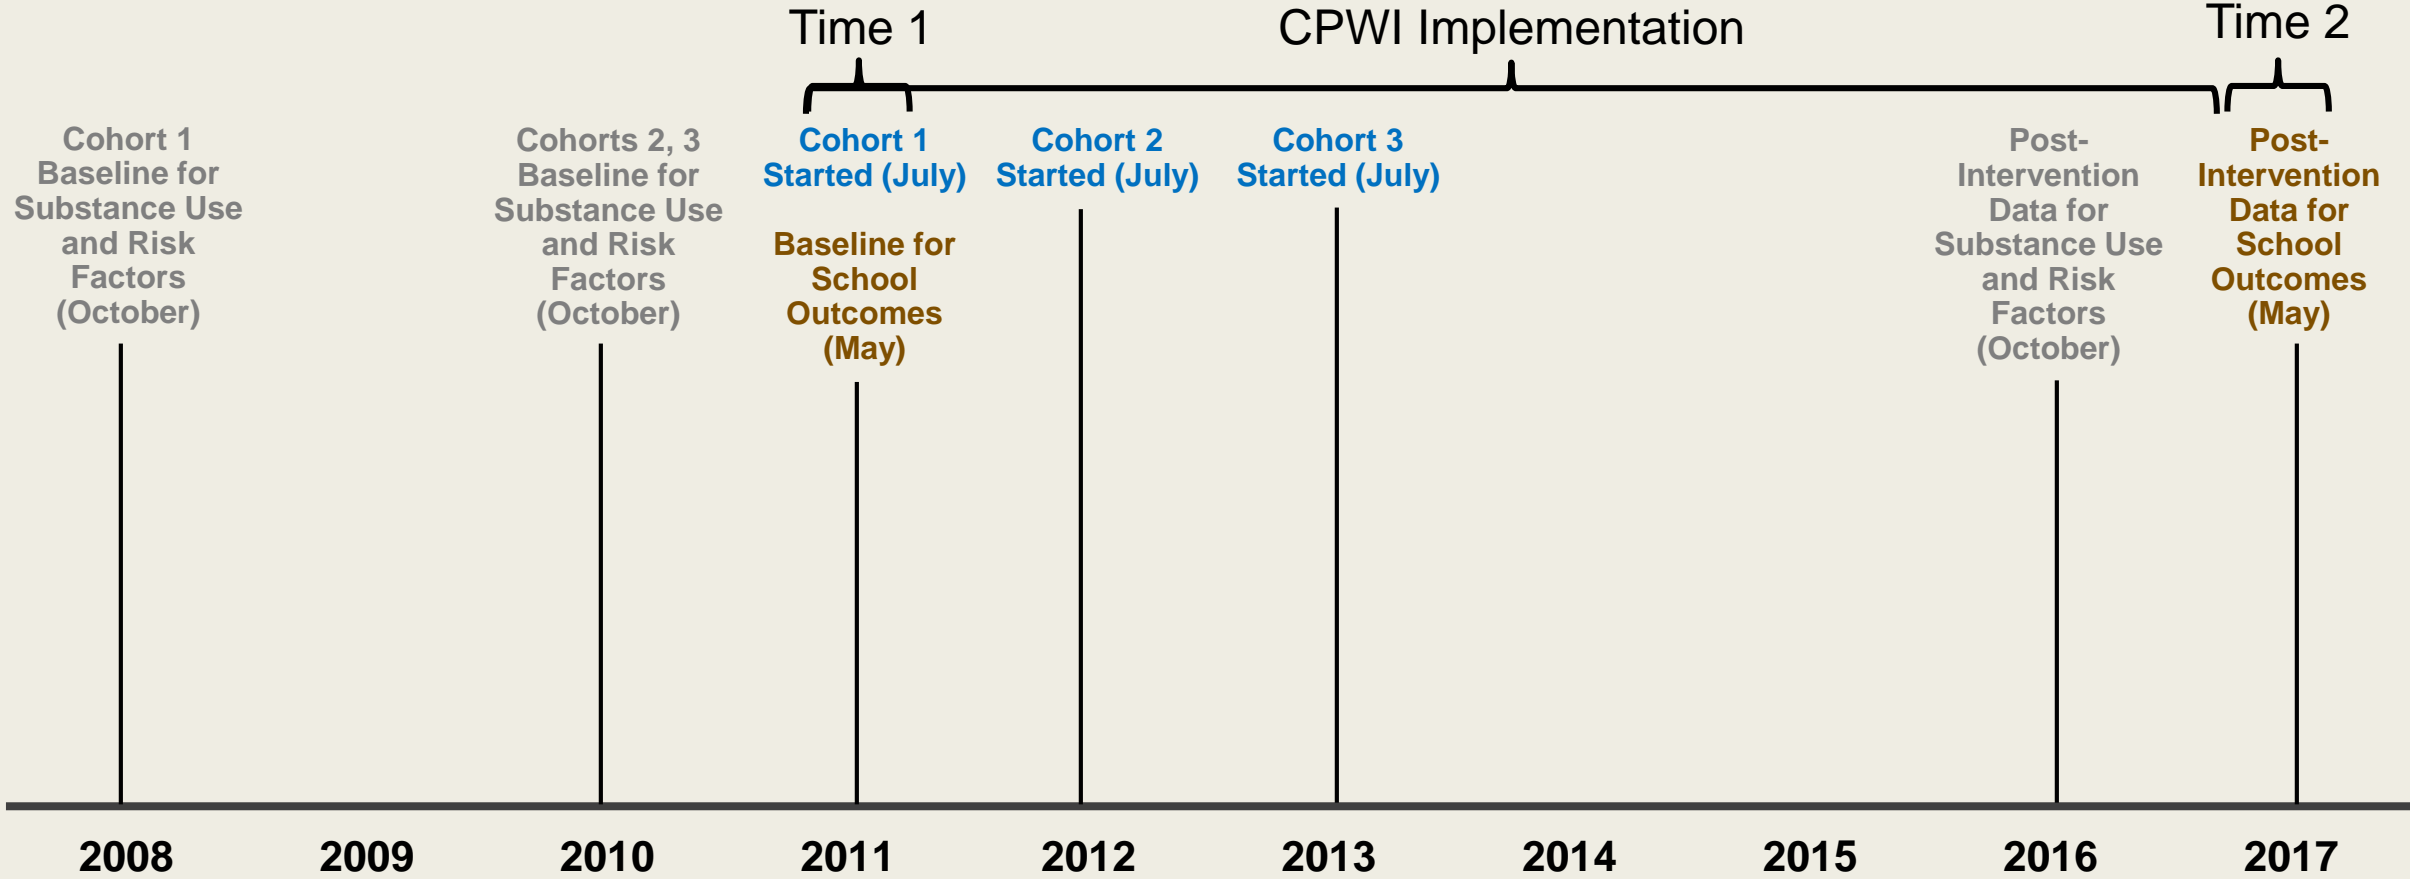 Time 1
CPWI Implementation
Time 2
Cohort 1
Baseline for
Substance Use
and Risk
Factors
(October)
Cohorts 2, 3
Baseline for
Substance Use
and Risk
Factors
(October)
Cohort 1
Started (July)
Baseline for
School
Outcomes
(May)
Cohort 2
Started (July)
Cohort 3
Started (July)
Post-
Intervention
Data for
Substance Use
and Risk
Factors
(October)
Post-
Intervention
Data for
School
Outcomes
(May)
2008
2009
2010
2011
2012
2013
2014
2015
2016
2017